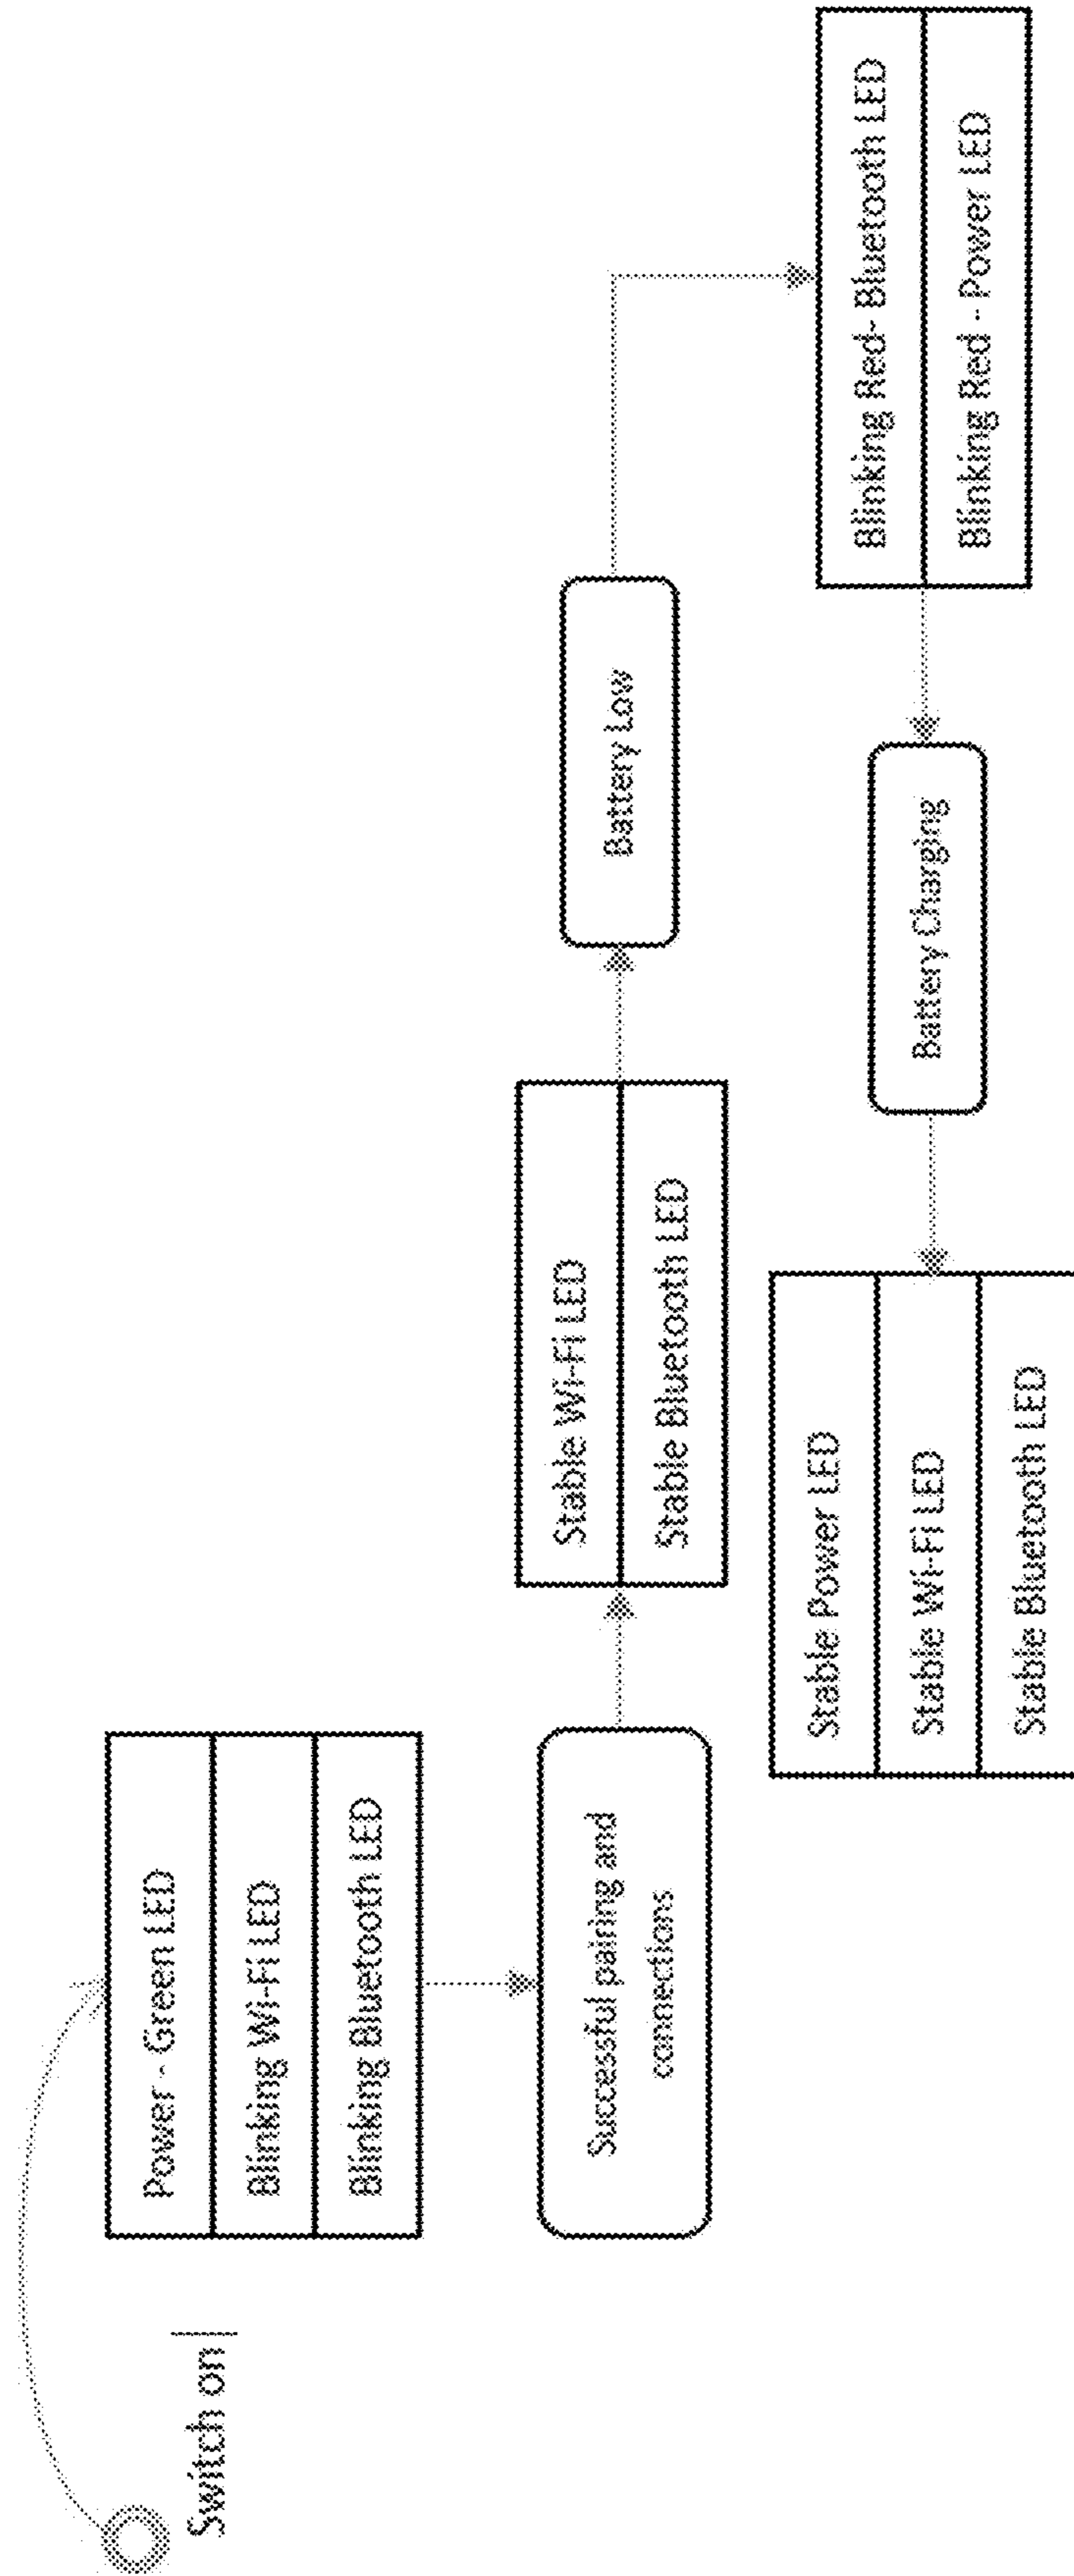 Switch on
Power - Green LED
Blinking Wi-Fi LED
Blinking Bluetooth LED
Successful pairing and
connections
Stable Wi-Fi LED
Stable Bluetooth LED
Battery Low
Blinking Red- Bluetooth LED
Blinking Red - Power LED
Battery Charging
Stable Power LED
Stable Wi-Fi LED
Stable Bluetooth LED